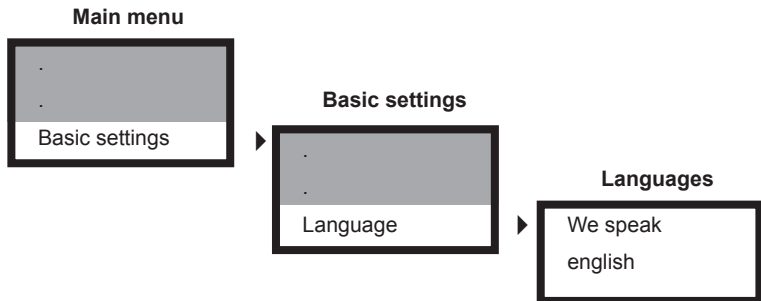 Main menu
.
.
Basic settings
Basic settings
.
.
Language
Languages
We speak
english